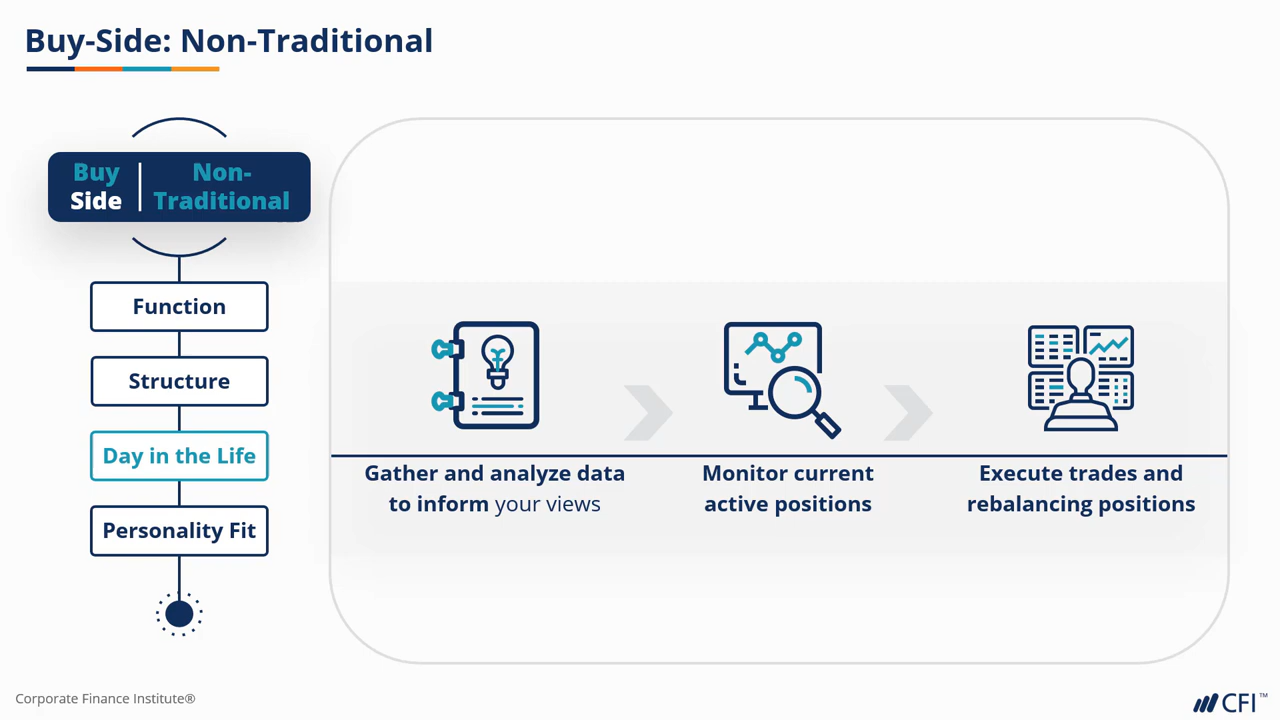 Buy-Side: Non-Traditional
Buy
Side
Non-
Traditional
Function
Structure
Day in the Life
Personality Fit
Gather and analyze data
to inform your views
Monitor current
active positions
Execute trades and
rebalancing positions
Corporate Finance Institute®
CFI™